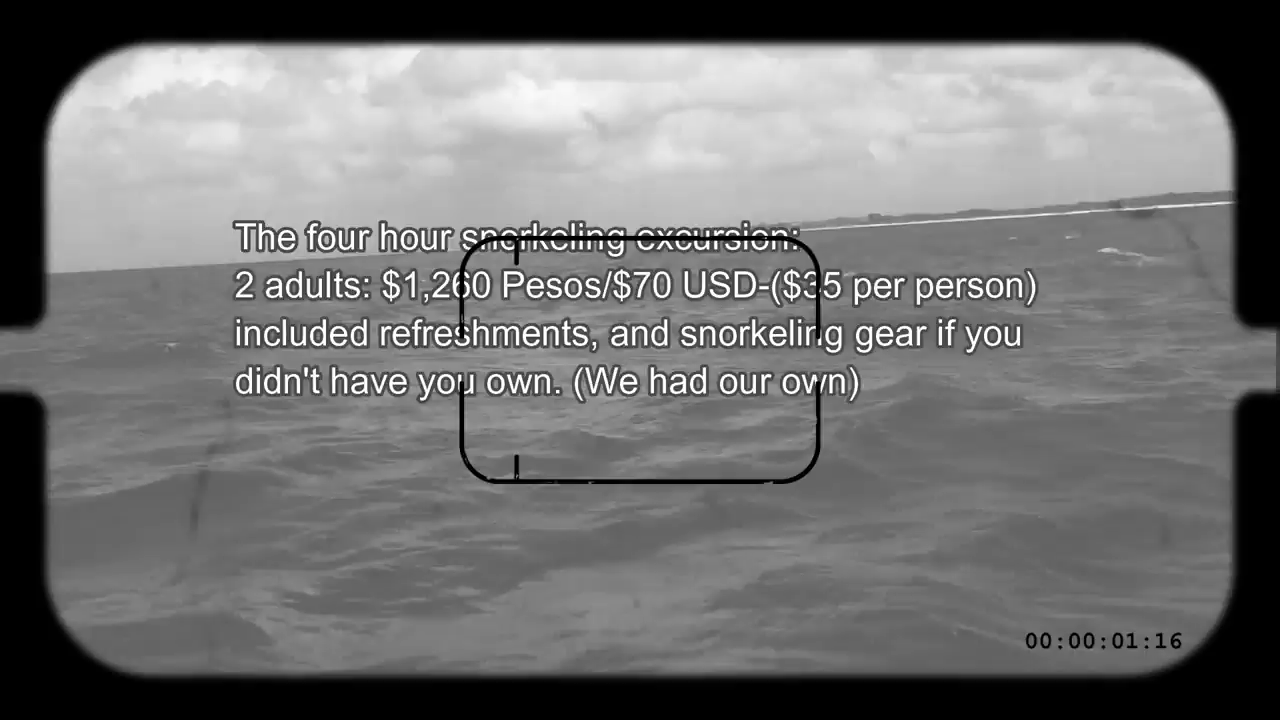 The four hour snorkeling excursion:
2 adults: $1,260 Pesos/$70 USD-($35 per person)
included refreshments, and snorkeling gear if you
didn't have you own. (We had our own)
00:00:01:16